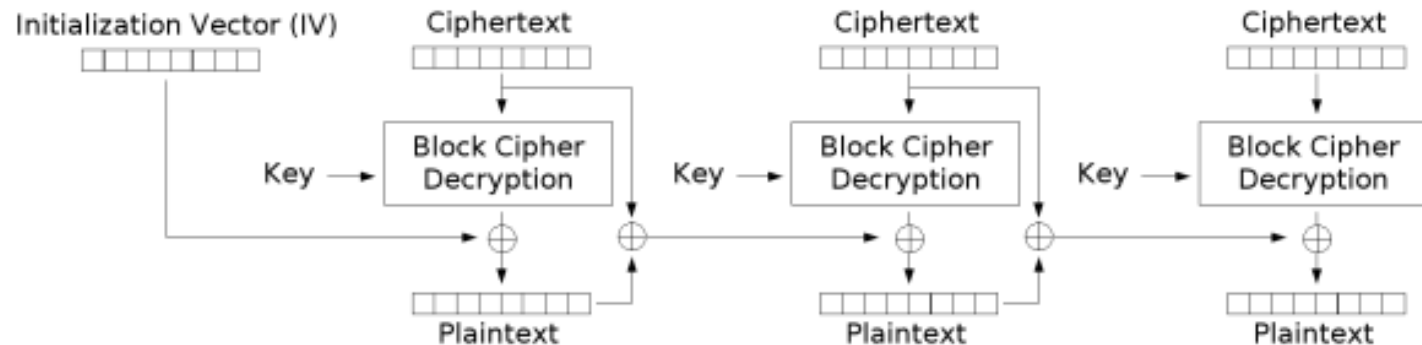 Initialization Vector (IV)
Ciphertext
Ciphertext
Ciphertext
Key
Block Cipher
Decryption
Key
Block Cipher
Decryption
Key
Block Cipher
Decryption
Plaintext
Plaintext
Plaintext